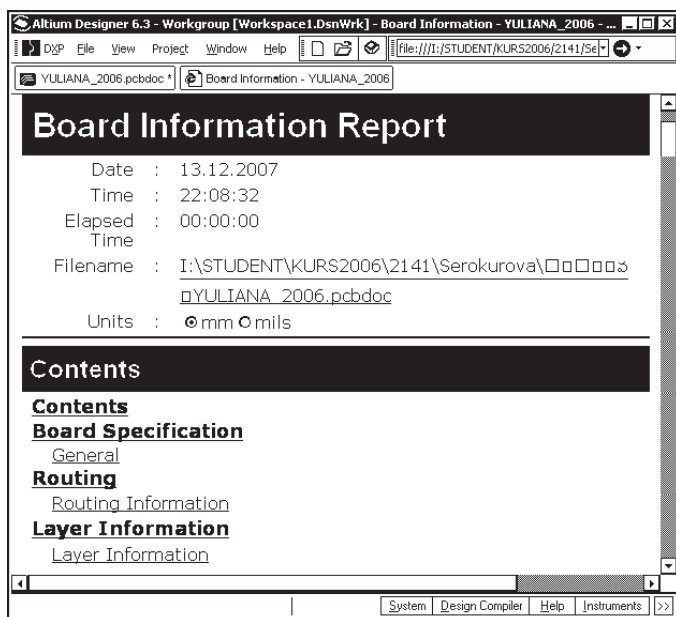 Altium Designer 6.3 - Workgroup [Workspace1.DsnWrk] - Board Information - YULIANA_2006 - ...
DXP File View Project Window Help file:///I:/STUDENT/KURS2006/2141/Se
YULIANA_2006.pcbdoc * Board Information - YULIANA_2006
Board Information Report
Date : 13.12.2007
Time : 22:08:32
Elapsed : 00:00:00
Time
Filename : I:\STUDENT\KURS2006\2141\Serokurova\
YULIANA_2006.pcbdoc
Units : mm mils
Contents
Contents
Board Specification
General
Routing
Routing Information
Layer Information
Layer Information
System Design Compiler Help Instruments >>